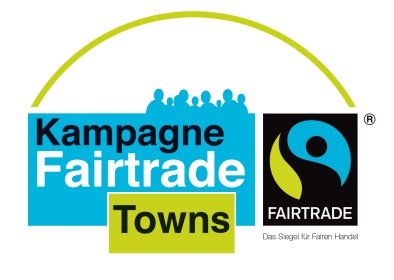 Kampagne
Fairtrade
Towns
®
FAIRTRADE
Das Siegel für Fairen Handel